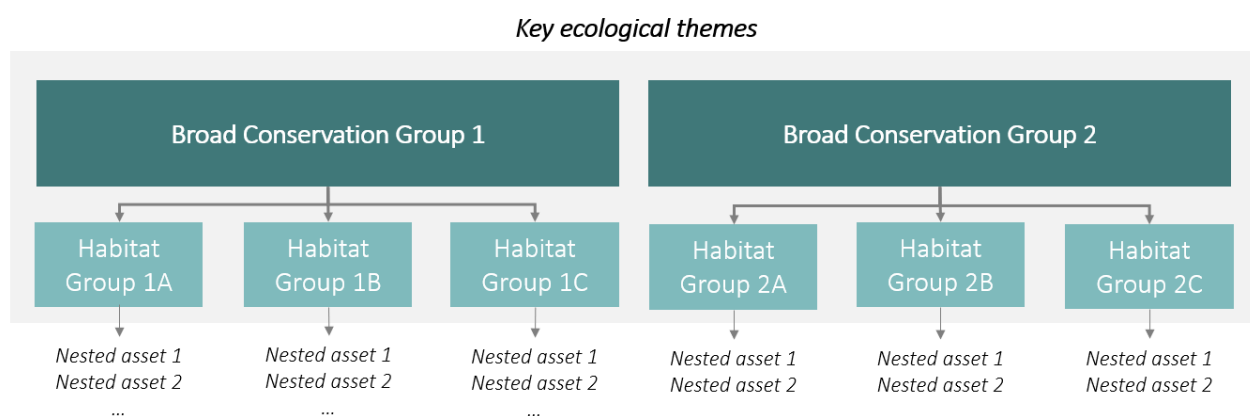 Key ecological themes
Broad Conservation Group 1
Broad Conservation Group 2
Habitat
Group 1A
Habitat
Group 1B
Habitat
Group 1C
Habitat
Group 2A
Habitat
Group 2B
Habitat
Group 2C
Nested asset 1
Nested asset 2
...
Nested asset 1
Nested asset 2
...
Nested asset 1
Nested asset 2
...
Nested asset 1
Nested asset 2
Nested asset 1
Nested asset 2
Nested asset 1
Nested asset 2